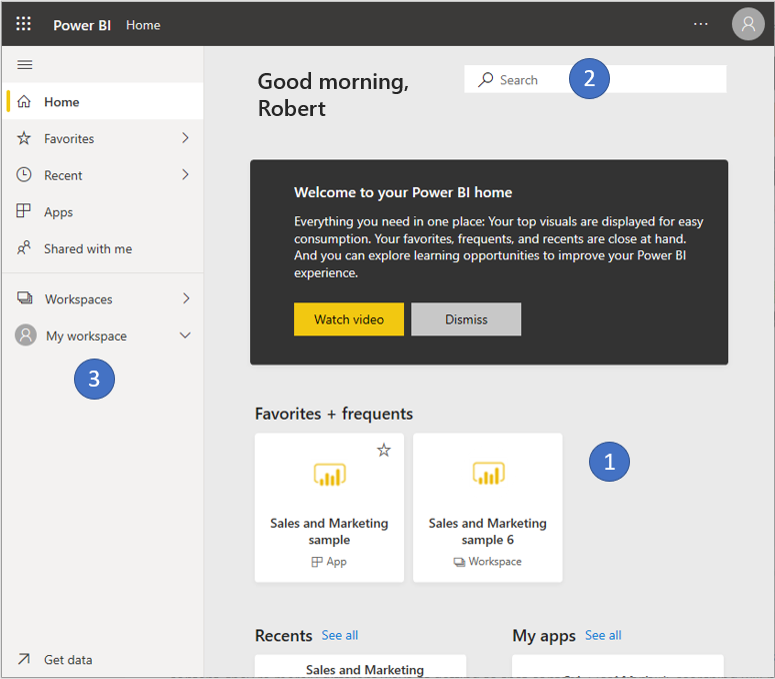 Power BI Home ...
Good morning,
Robert
Search
2
Home
Favorites
Recent
Apps
Shared with me
Workspaces
My workspace
3
Welcome to your Power BI home
Everything you need in one place: Your top visuals are displayed for easy
consumption. Your favorites, frequents, and recents are close at hand.
And you can explore learning opportunities to improve your Power BI
experience.
Watch video
Dismiss
Favorites + frequents
1
Sales and Marketing
sample
App
Sales and Marketing
sample 6
Workspace
Recents See all
My apps See all
Sales and Marketing
Get data